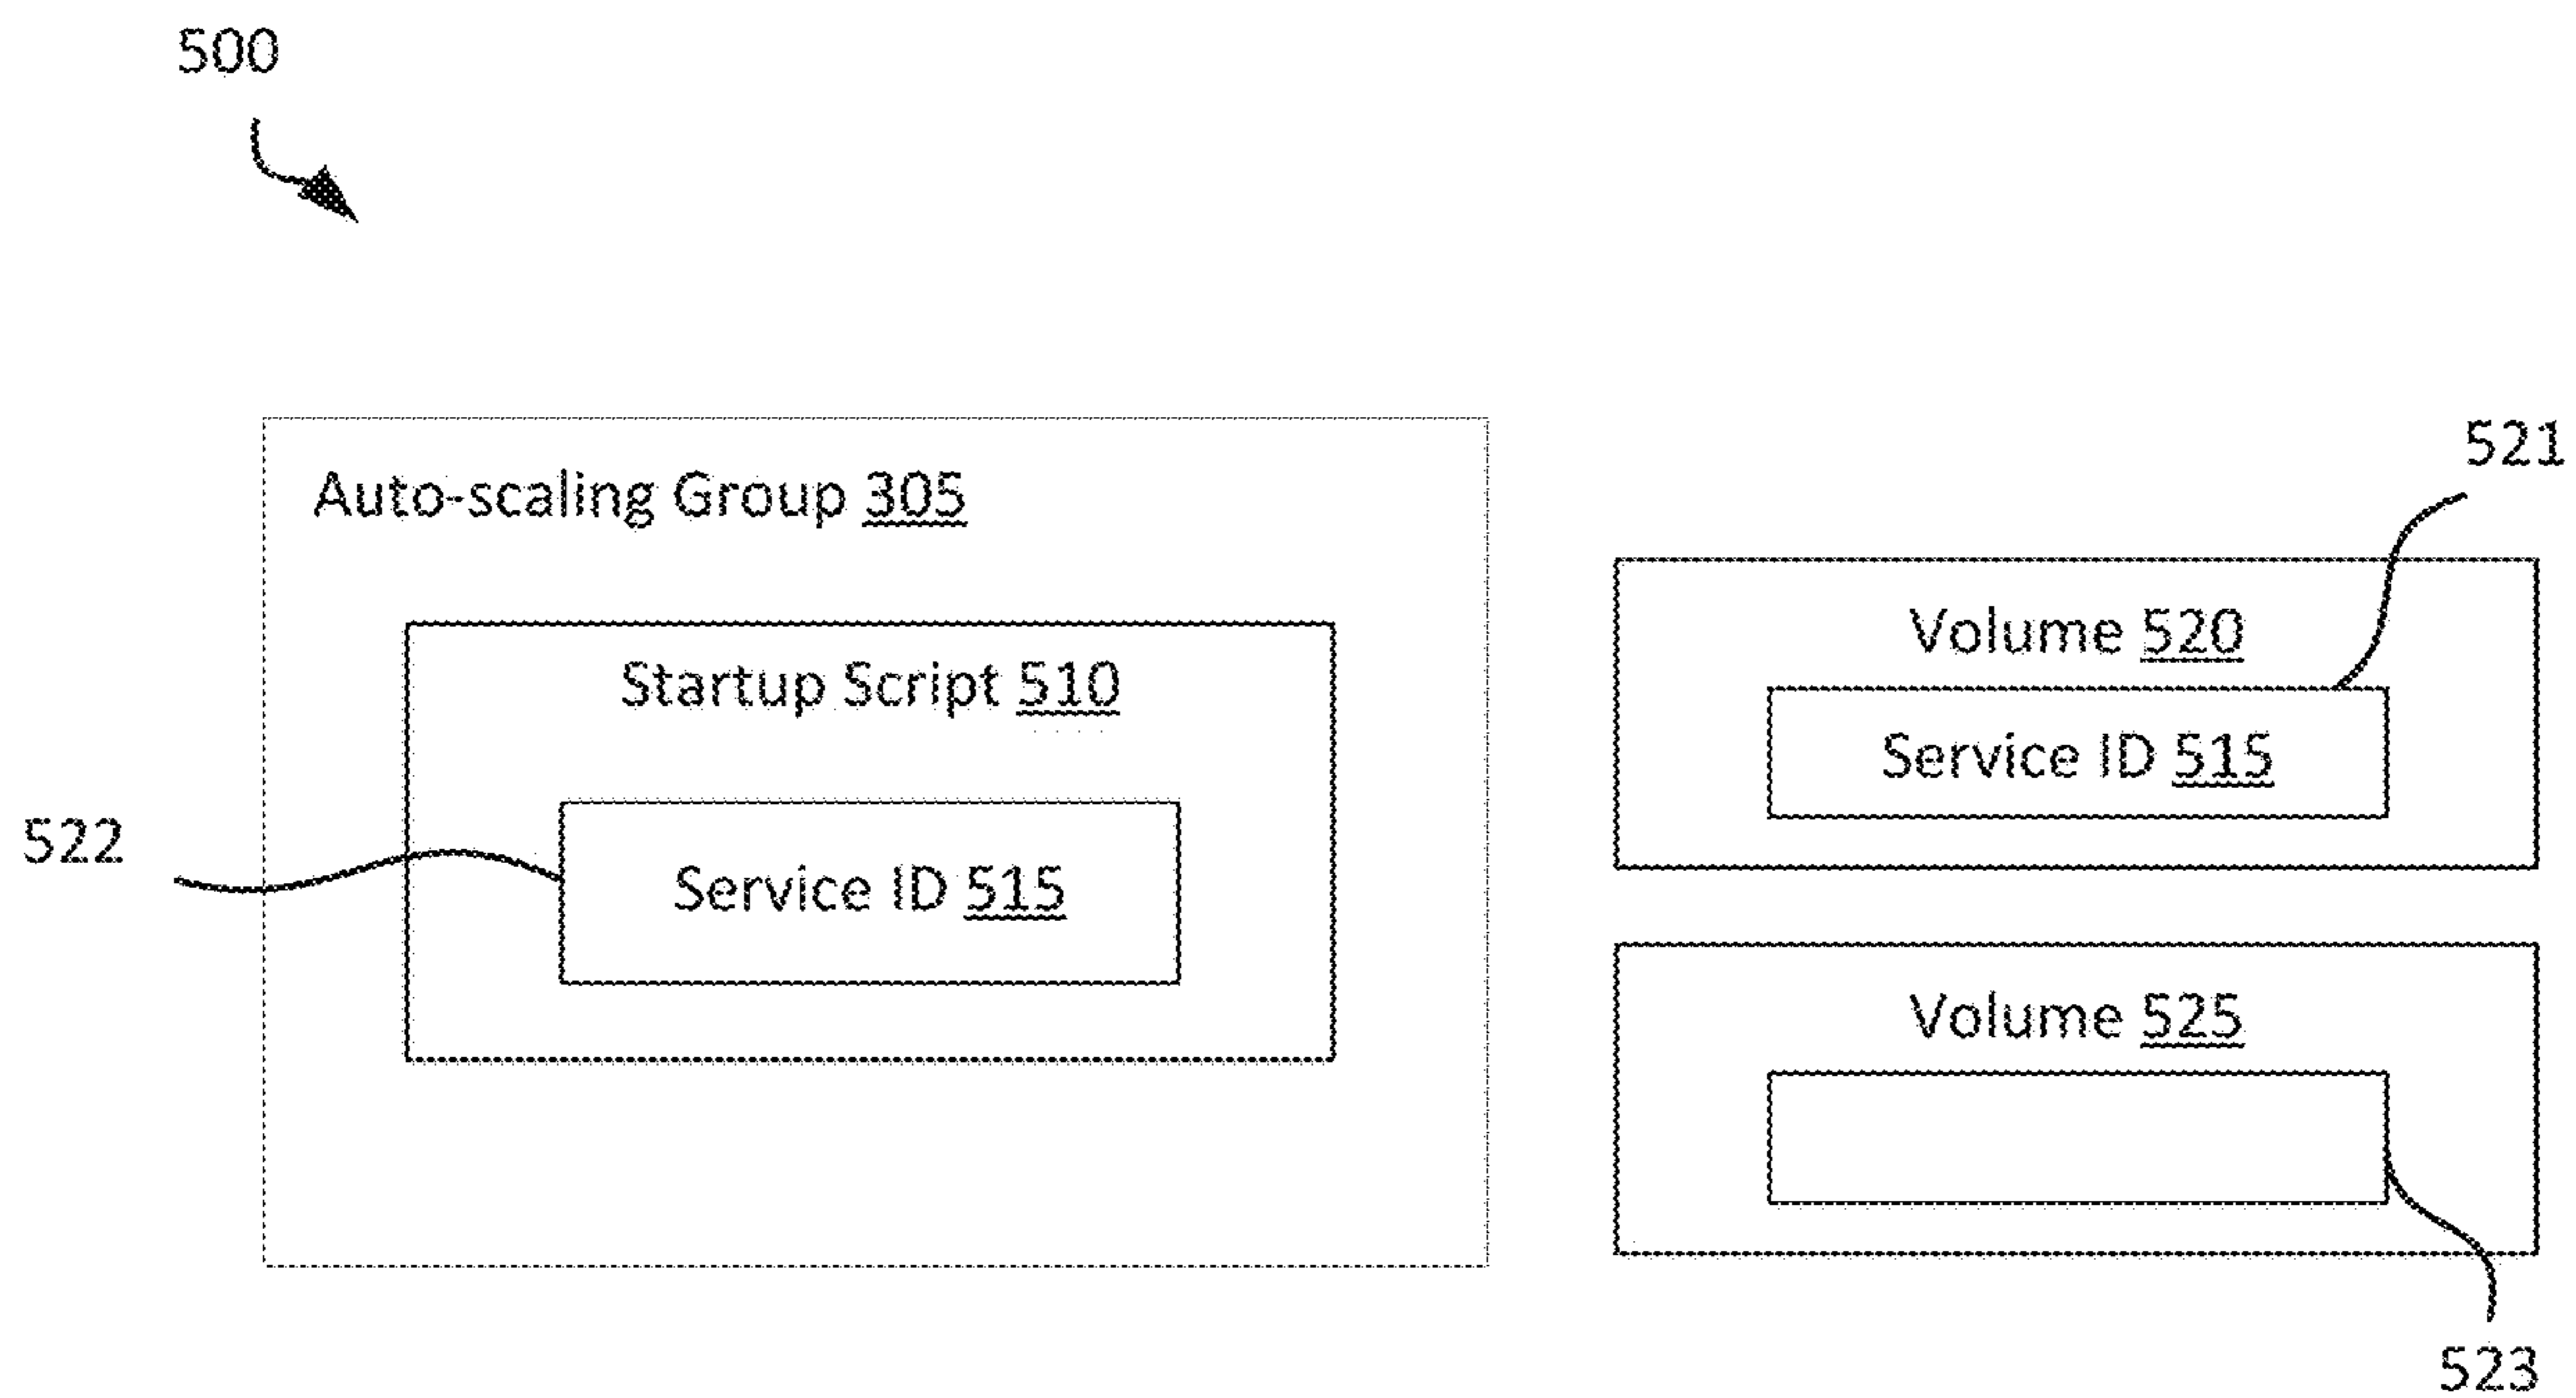 500
Auto-scaling Group 305
521
Volume 520
Startup Script 510
Service ID 515
522
Service ID 515
Volume 525
523